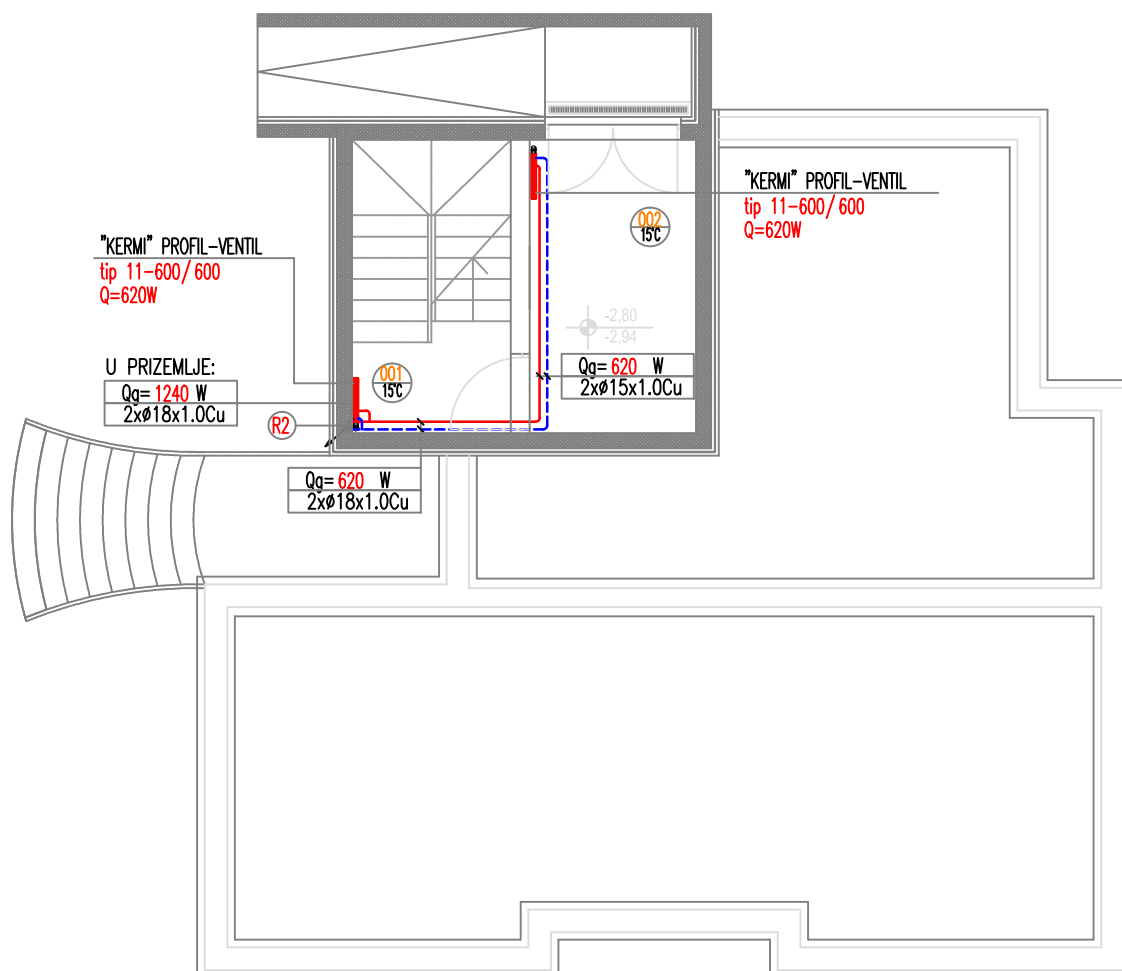 "KERMI" PROFIL-VENTIL
tip 11-600/600
Q=620W
002
15°C
"KERMI" PROFIL-VENTIL
tip 11-600/600
Q=620W
-2,80
-2,94
U PRIZEMLJE:
Qg= 1240 W
2xø18x1.0Cu
001
15°C
Qg= 620 W
2xø15x1.0Cu
R2
Qg= 620 W
2xø18x1.0Cu